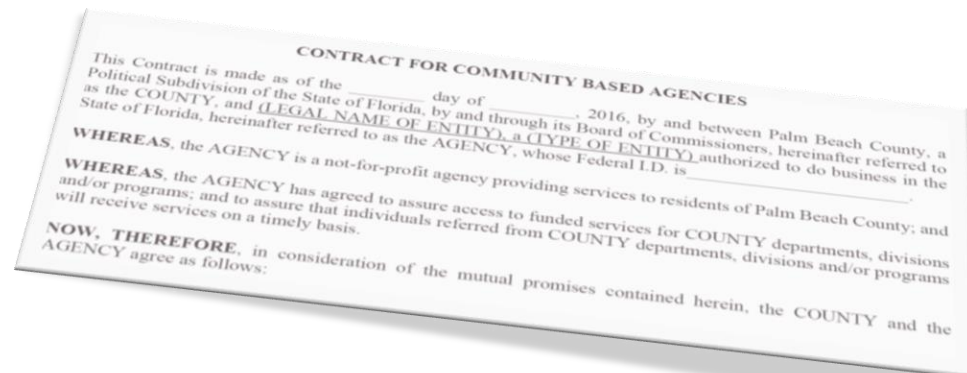 CONTRACT FOR COMMUNITY BASED AGENCIES
This Contract is made as of the ________ day of ________, 2016, by and between Palm Beach County, a
Political Subdivision of the State of Florida, by and through its Board of Commissioners, hereinafter referred to
as the COUNTY, and (LEGAL NAME OF ENTITY), a (TYPE OF ENTITY) authorized to do business in the
State of Florida, hereinafter referred to as the AGENCY, whose Federal I.D. is ____________________.
WHEREAS, the AGENCY is a not-for-profit agency providing services to residents of Palm Beach County; and
WHEREAS, the AGENCY has agreed to assure access to funded services for COUNTY departments, divisions
and/or programs; and to assure that individuals referred from COUNTY departments, divisions and/or programs
will receive services on a timely basis.
NOW, THEREFORE, in consideration of the mutual promises contained herein, the COUNTY and the
AGENCY agree as follows: